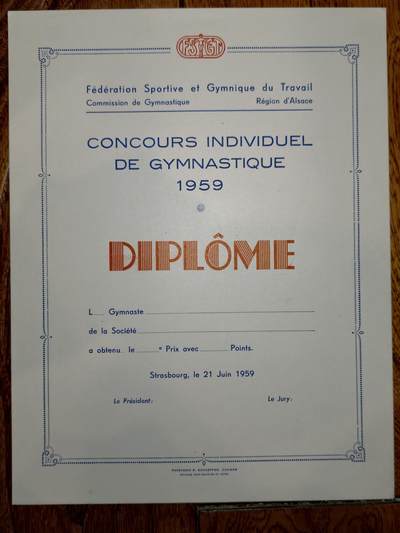 FSGT
Fédération Sportive et Gymnique du Travail
Commission de Gymnastique Région d'Alsace
CONCOURS INDIVIDUEL
DE GYMNASTIQUE
1959
DIPLÔME
L Gymnaste
de la Société
a obtenu le e Prix avec Points.
Strasbourg, le 21 Juin 1959
Le Président: Le Jury: